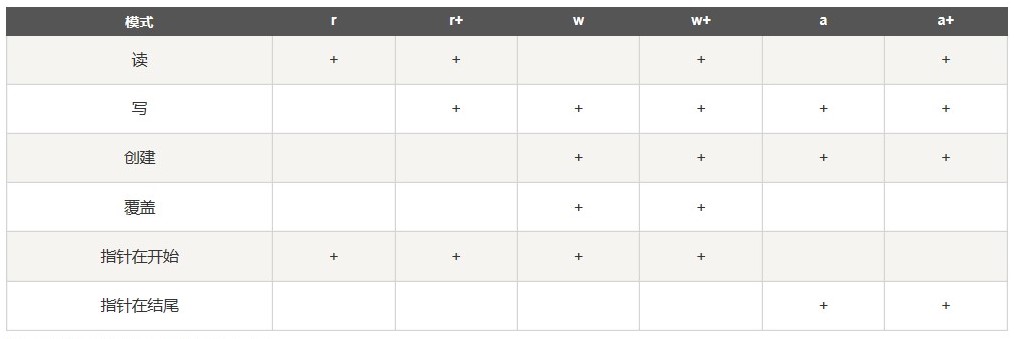 模式 r r+ w w+ a a+
读 + + + +
写 + + + + +
创建 + + + +
覆盖 + +
指针在开始 + + + +
指针在结尾 + +